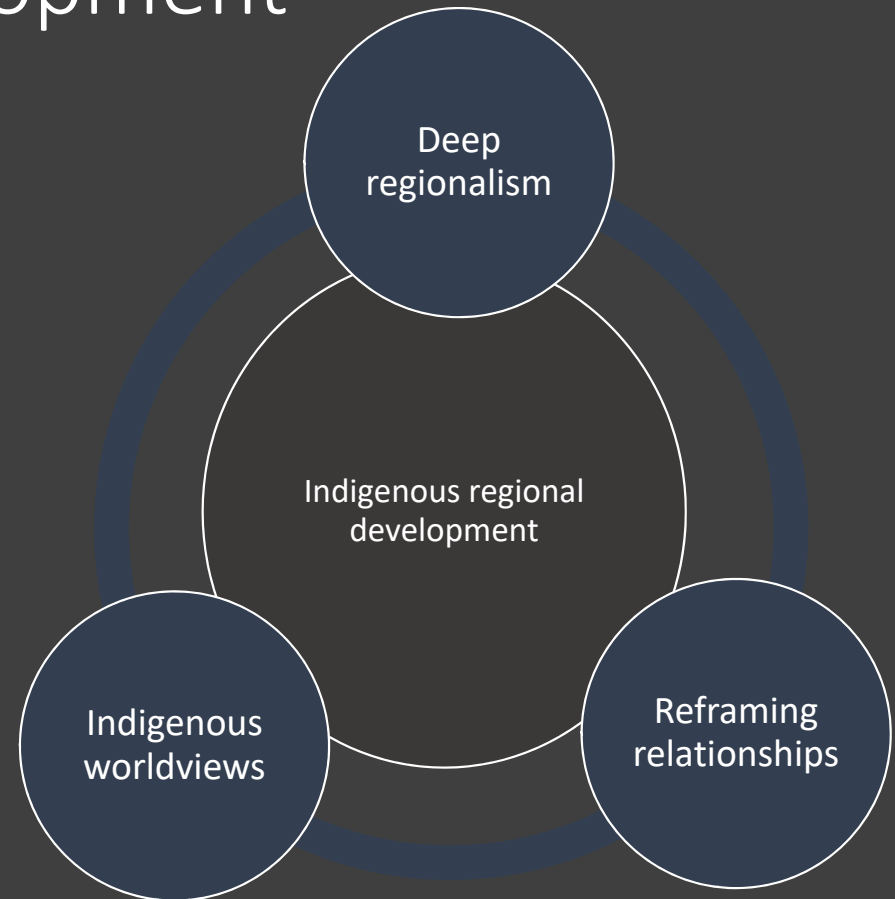 opment
Deep
regionalism
Indigenous regional
development
Indigenous
worldviews
Reframing
relationships